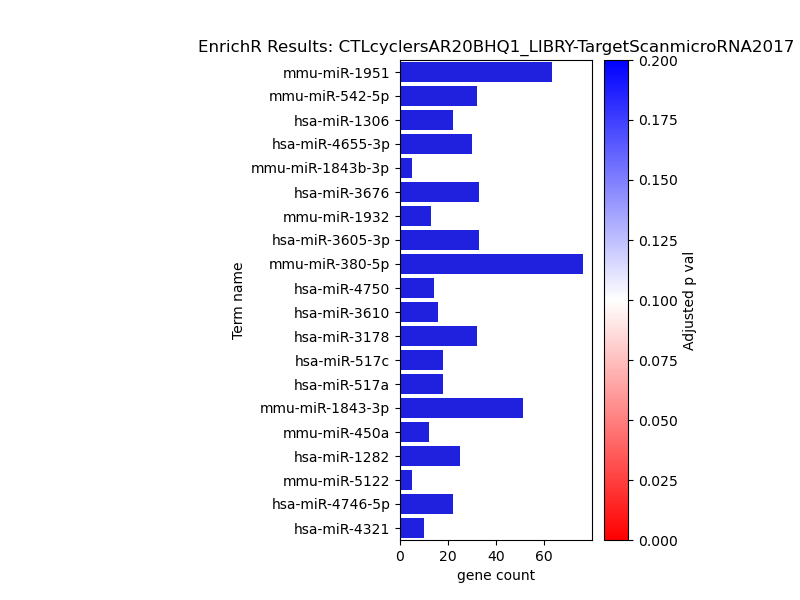 EnrichR Results: CTLcyclersAR20BHQ1_LIBRY-TargetScanmicroRNA2017
Term name
mmu-miR-1951
mmu-miR-542-5p
hsa-miR-1306
hsa-miR-4655-3p
mmu-miR-1843b-3p
hsa-miR-3676
mmu-miR-1932
hsa-miR-3605-3p
mmu-miR-380-5p
hsa-miR-4750
hsa-miR-3610
hsa-miR-3178
hsa-miR-517c
hsa-miR-517a
mmu-miR-1843-3p
mmu-miR-450a
hsa-miR-1282
mmu-miR-5122
hsa-miR-4746-5p
hsa-miR-4321
0 20 40 60
gene count
0.200
0.175
0.150
0.125
0.100
0.075
0.050
0.025
0.000
Adjusted p val